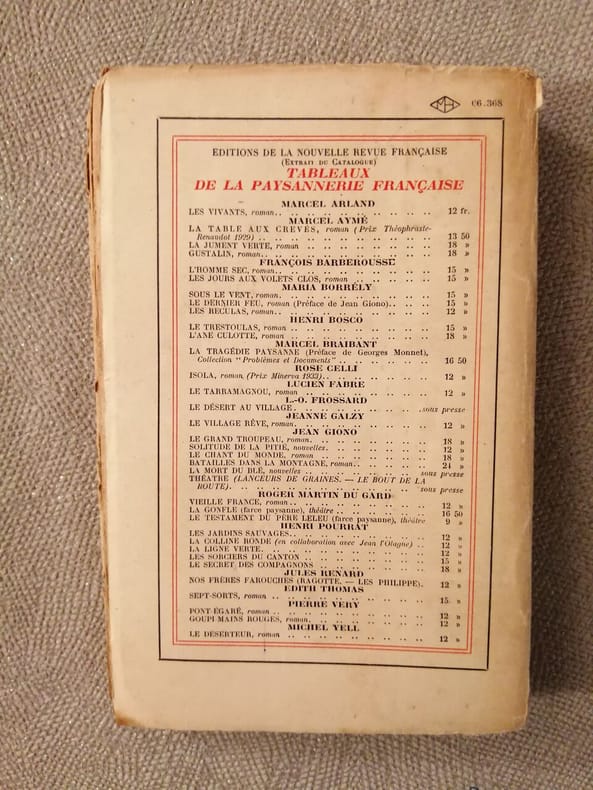 MH 06.368
EDITIONS DE LA NOUVELLE REVUE FRANÇAISE
(EXTRAIT DU CATALOGUE)
TABLEAUX
DE LA PAYSANNERIE FRANÇAISE
MARCEL ARLAND
LES VIVANTS, roman.. .. .. .. .. .. .. .. .. .. 12 fr.
MARCEL AYMÉ
LA TABLE AUX CREVÉS, roman (Prix Théophraste-
Renaudot 1929) .. .. .. .. .. .. .. .. .. .. 13 50
LA JUMENT VERTE, roman .. .. .. .. .. .. .. 18 »
GUSTALIN, roman.. .. .. .. .. .. .. .. .. 18 »
FRANÇOIS BARBEROUSSE
L'HOMME SEC, roman.. .. .. .. .. .. .. .. 15 »
LES JOURS AUX VOLETS CLOS, roman .. .. .. .. .. 15 »
MARIA BORRÉLY
SOUS LE VENT, roman.. .. .. .. .. .. .. .. 15 »
LE DERNIER FEU, roman (Préface de Jean Giono).. .. .. 15 »
LES RECULAS, roman.. .. .. .. .. .. .. .. 12 »
HENRI BOSCO
LE TRESTOULAS, roman .. .. .. .. .. .. .. 15 »
L'ANE CULOTTE, roman .. .. .. .. .. .. .. 18 »
MARCEL BRAIBANT
LA TRAGÉDIE PAYSANNE (Préface de Georges Monnet),
Collection "Problèmes et Documents".. .. .. .. .. 16 50
ROSE CELLI
ISOLA, roman (Prix Minerva 1933).. .. .. .. .. .. 12 »
LUCIEN FABRE
LE TARRAMAGNOU, roman .. .. .. .. .. .. .. 12 »
L.-O. FROSSARD
LE DÉSERT AU VILLAGE.. .. .. .. .. .. .. sous presse
JEANNE GALZY
LE VILLAGE RÊVE, roman.. .. .. .. .. .. .. 12 »
JEAN GIONO
LE GRAND TROUPEAU, roman.. .. .. .. .. .. .. 18 »
SOLITUDE DE LA PITIÉ, nouvelles.. .. .. .. .. .. 12 »
LE CHANT DU MONDE, roman .. .. .. .. .. .. 18 »
BATAILLES DANS LA MONTAGNE, roman.. .. .. .. .. 24 »
LA MORT DU BLÉ, nouvelles .. .. .. .. .. sous presse
THÉATRE (LANCEURS DE GRAINES. — LE BOUT DE LA
ROUTE).. .. .. .. .. .. .. .. .. sous presse
ROGER MARTIN DU GARD
VIEILLE FRANCE, roman .. .. .. .. .. .. .. 12 »
LA GONFLE (farce paysanne), théâtre .. .. .. .. .. 16 50
LE TESTAMENT DU PÈRE LELEU (farce paysanne), théâtre 9 »
HENRI POURRAT
LES JARDINS SAUVAGES.. .. .. .. .. .. .. .. 12 »
LA COLLINE RONDE (en collaboration avec Jean l'Olagne) .. .. 12 »
LA LIGNE VERTE.. .. .. .. .. .. .. .. .. 12 »
LES SORCIERS DU CANTON .. .. .. .. .. .. .. 15 »
LE SECRET DES COMPAGNONS .. .. .. .. .. .. 18 »
JULES RENARD
NOS FRÈRES FAROUCHES (RAGOTTE. — LES PHILIPPE). 12 »
EDITH THOMAS
SEPT-SORTS, roman .. .. .. .. .. .. .. .. 15 »
PIERRE VERY
PONT-ÉGARÉ, roman .. .. .. .. .. .. .. .. 12 »
GOUPI-MAINS ROUGES, roman.. .. .. .. .. .. .. 12 »
MICHEL YELL
LE DESERTEUR, roman .. .. .. .. .. .. .. .. 12 »